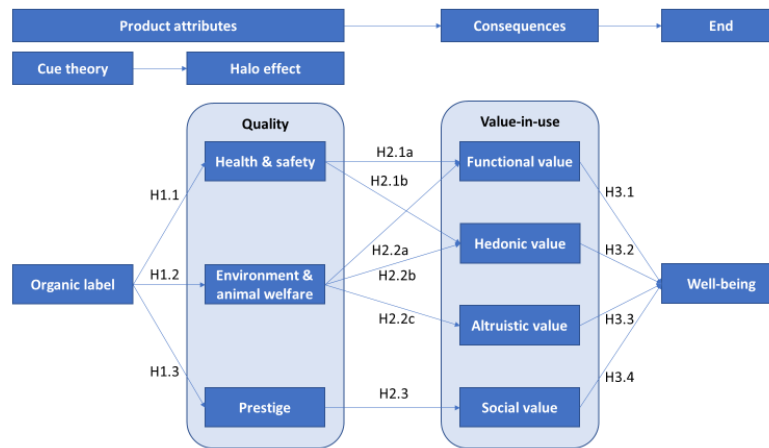 Product attributes
Consequences
End
Cue theory
Halo effect
Quality
Value-in-use
Health & safety
H2.1a
Functional value
H2.1b
H1.1
H3.1
Hedonic value
H3.2
H2.2a
Organic label
H1.2
Environment &
animal welfare
H2.2b
Well-being
H2.2c
Altruistic value
H3.3
H1.3
H3.4
Prestige
H2.3
Social value